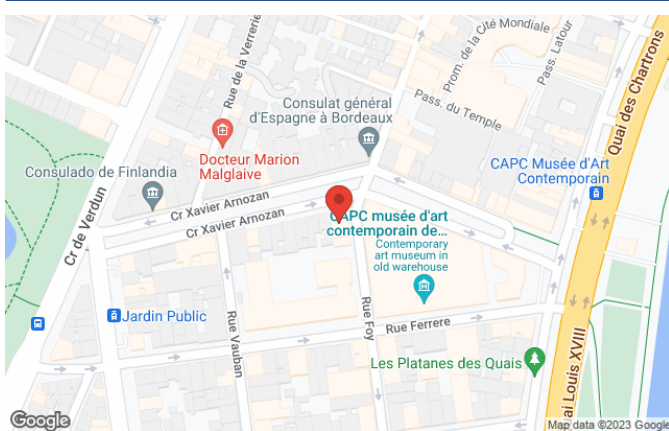 Prom. de la Cité Mondiale
Pass. Latour
Rue de la Verrerie
Quai des Chartrons
Pass. du Temple
Consulat général
d'Espagne à Bordeaux
Docteur Marion
Malglaive
CAPC Musée d'Art
Contemporain
Consulado de Finlandia
Cr Xavier Arnozan
Cr Xavier Arnozan
Cr de Verdun
CAPC musée d'art
contemporain de...
Contemporary
art museum in
old warehouse
Jardin Public
Rue Vauban
Rue Foy
Rue Ferrere
Les Platanes des Quais
ai Louis XVIII
Google
Map data ©2023 Google